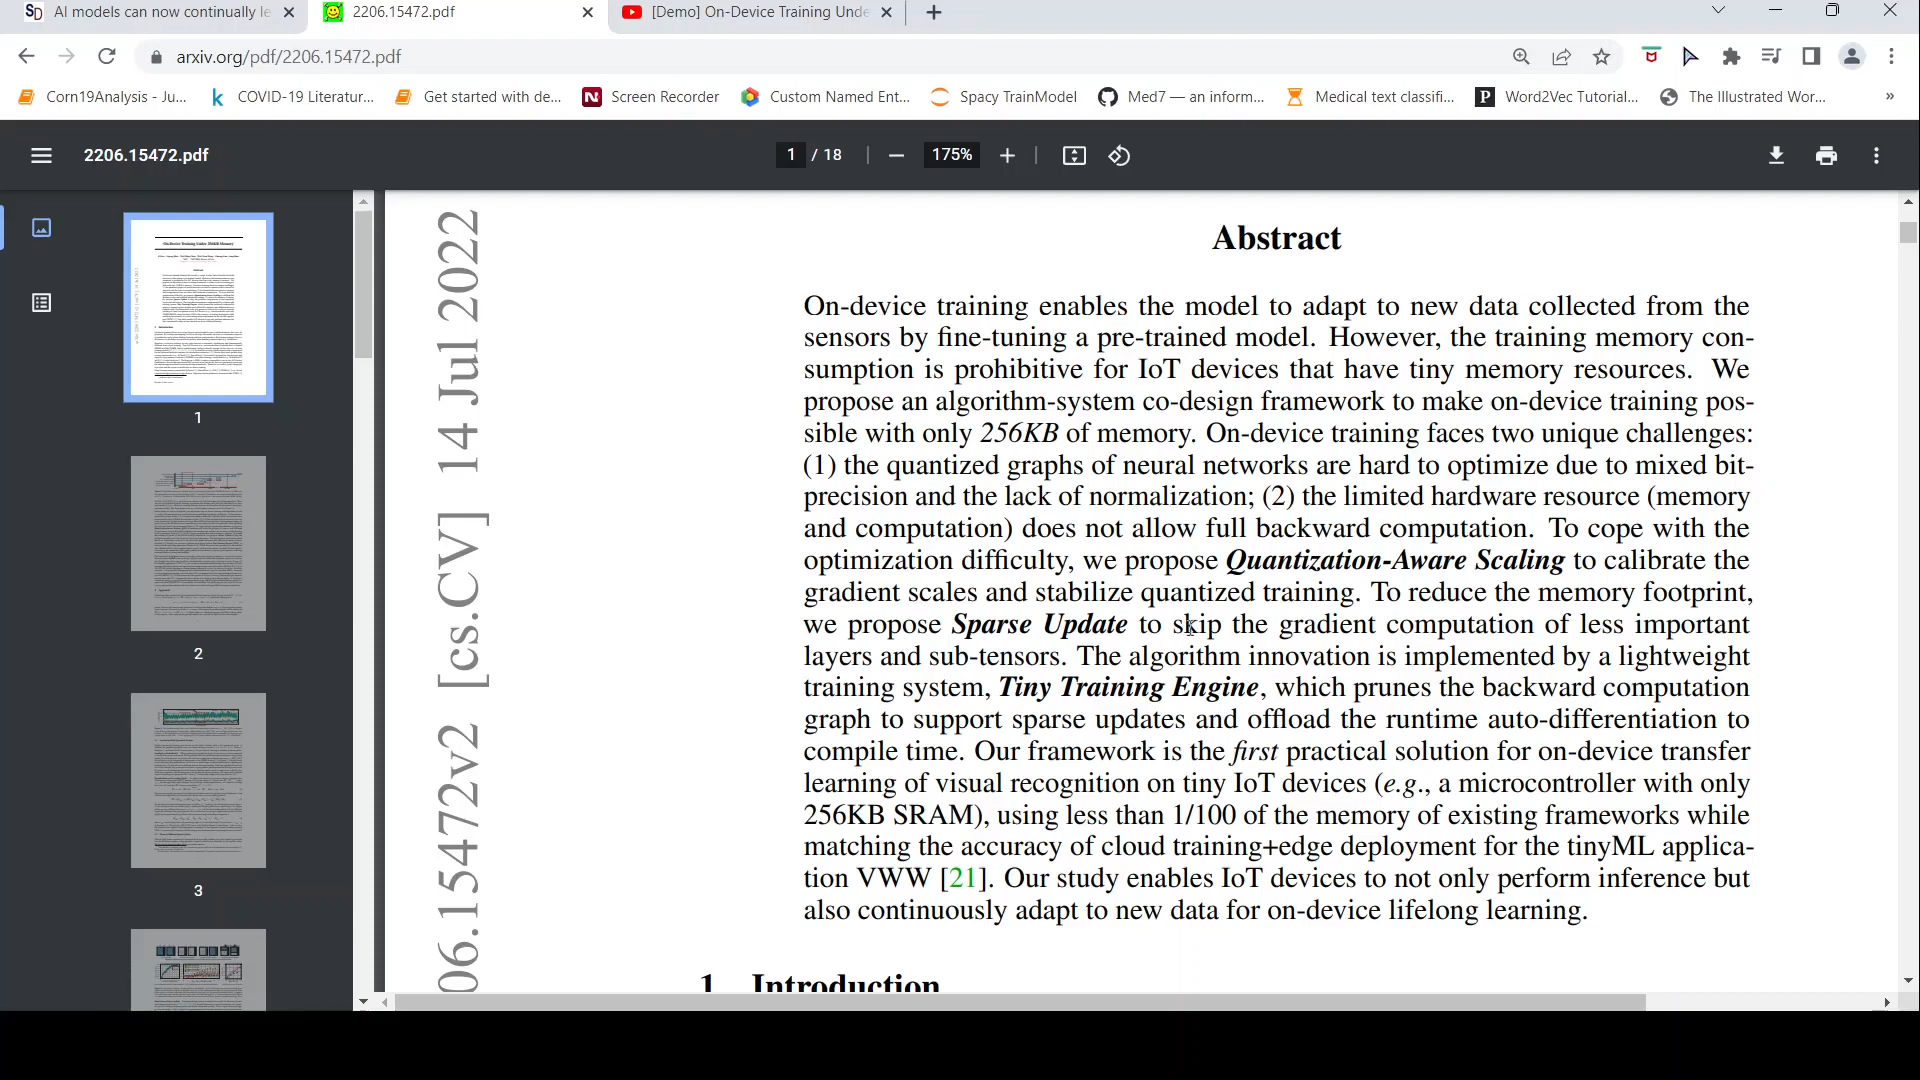 AI models can now continually le
2206.15472.pdf
[Demo] On-Device Training Unde
arxiv.org/pdf/2206.15472.pdf
Corn19Analysis - Ju...
COVID-19 Literatur...
Get started with de...
Screen Recorder
Custom Named Ent...
Spacy TrainModel
Med7 — an inform...
Medical text classifi...
Word2Vec Tutorial...
The Illustrated Wor...
»
2206.15472.pdf
1 / 18
175%
1
2
3
06.15472v2 [cs.CV] 14 Jul 2022
Abstract
On-device training enables the model to adapt to new data collected from the
sensors by fine-tuning a pre-trained model. However, the training memory con-
sumption is prohibitive for IoT devices that have tiny memory resources. We
propose an algorithm-system co-design framework to make on-device training pos-
sible with only 256KB of memory. On-device training faces two unique challenges:
(1) the quantized graphs of neural networks are hard to optimize due to mixed bit-
precision and the lack of normalization; (2) the limited hardware resource (memory
and computation) does not allow full backward computation. To cope with the
optimization difficulty, we propose Quantization-Aware Scaling to calibrate the
gradient scales and stabilize quantized training. To reduce the memory footprint,
we propose Sparse Update to skip the gradient computation of less important
layers and sub-tensors. The algorithm innovation is implemented by a lightweight
training system, Tiny Training Engine, which prunes the backward computation
graph to support sparse updates and offload the runtime auto-differentiation to
compile time. Our framework is the first practical solution for on-device transfer
learning of visual recognition on tiny IoT devices (e.g., a microcontroller with only
256KB SRAM), using less than 1/100 of the memory of existing frameworks while
matching the accuracy of cloud training+edge deployment for the tinyML applica-
tion VWW [21]. Our study enables IoT devices to not only perform inference but
also continuously adapt to new data for on-device lifelong learning.
1 Introduction